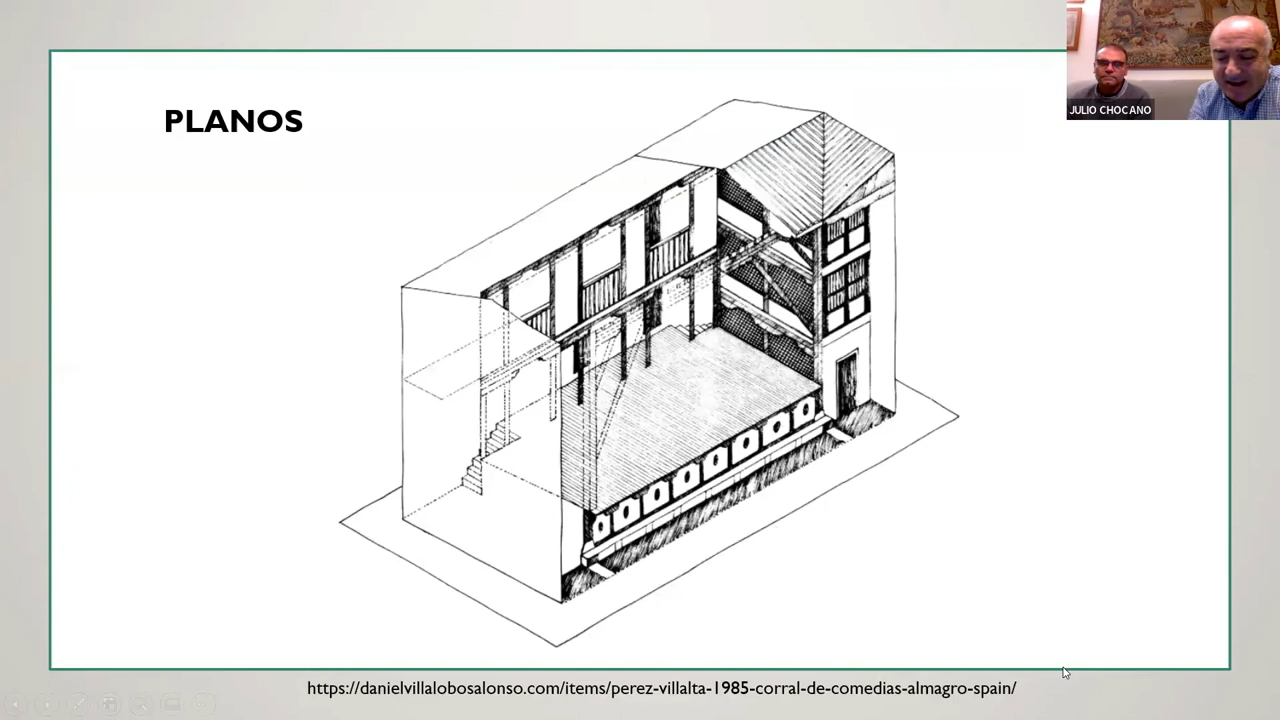 PLANOS
JULIO CHOCANO
https://danielvillalobosalonso.com/items/perez-villalta-1985-corral-de-comedias-almagro-spain/